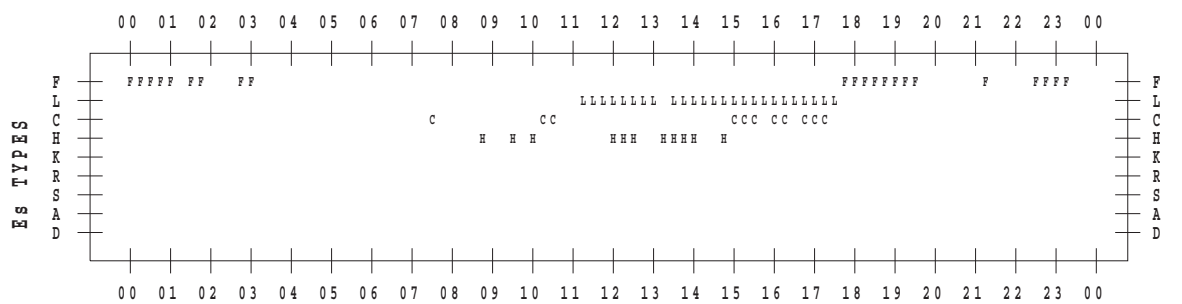 00 01 02 03 04 05 06 07 08 09 10 11 12 13 14 15 16 17 18 19 20 21 22 23 00
F FFFFF FF FF FFFFFFFF F FFFF F
L LLLLLLLL LLLLLLLLLLLLLLLLL L
C C CC CCC CC CCC C
H H H H HHH HHHH H H
K K
R R
S S
A A
D D
Es TYPES
00 01 02 03 04 05 06 07 08 09 10 11 12 13 14 15 16 17 18 19 20 21 22 23 00